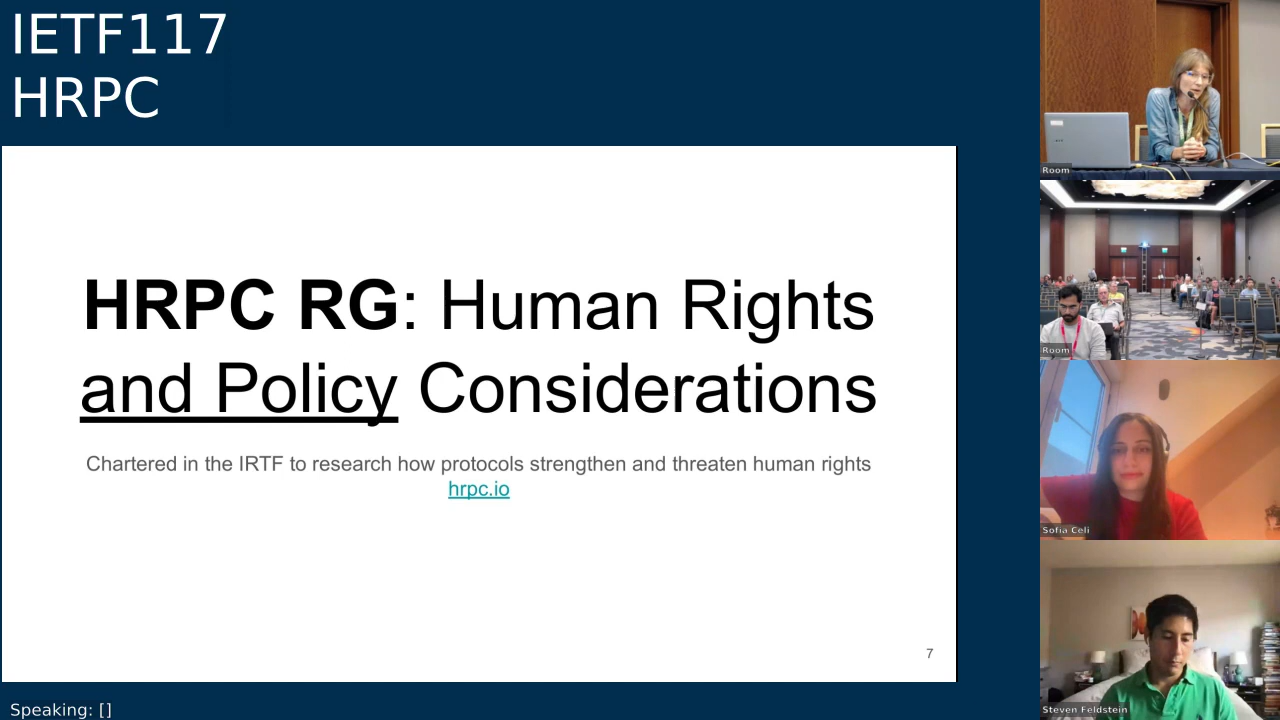 IETF117
HRPC
HRPC RG: Human Rights
and Policy Considerations
Chartered in the IRTF to research how protocols strengthen and threaten human rights
hrpc.io
7
Speaking: []
Room
Room
Sofia Celi
Steven Feldstein